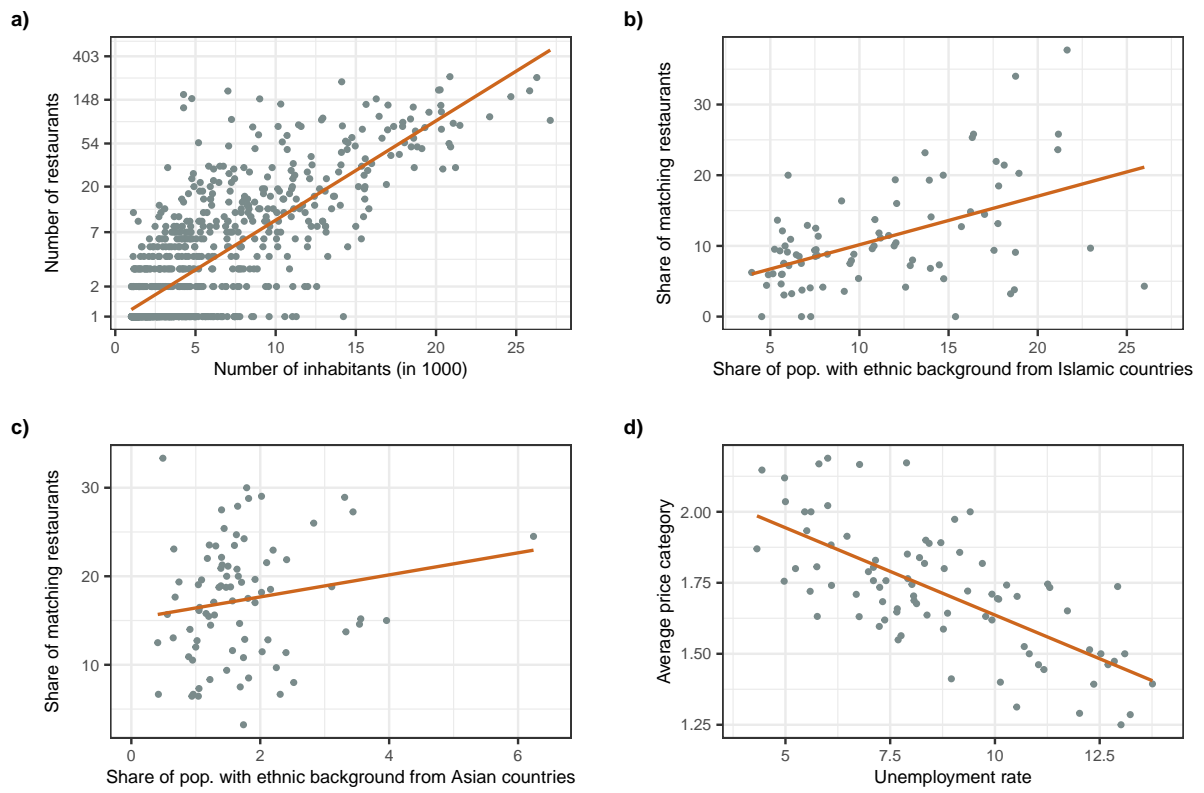 a)
Number of restaurants
403
148
54
20
7
2
1
0 5 10 15 20 25
Number of inhabitants (in 1000)
b)
Share of matching restaurants
30
20
10
0
5 10 15 20 25
Share of pop. with ethnic background from Islamic countries
c)
Share of matching restaurants
30
20
10
0 2 4 6
Share of pop. with ethnic background from Asian countries
d)
Average price category
2.00
1.75
1.50
1.25
5 7.5 10 12.5
Unemployment rate